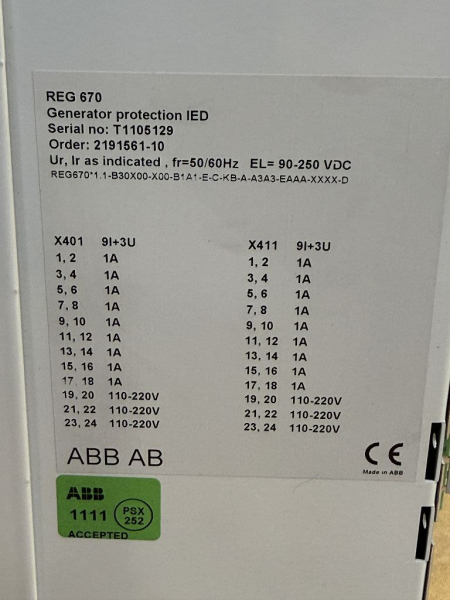 REG 670
Generator protection IED
Serial no: T1105129
Order: 2191561-10
Ur, Ir as indicated , fr=50/60Hz EL= 90-250 VDC
REG670*1.1-B30X00-X00-B1A1-E-C-KB-A-A3A3-EAAA-XXXX-D
X401 9I+3U
1, 2 1A
3, 4 1A
5, 6 1A
7, 8 1A
9, 10 1A
11, 12 1A
13, 14 1A
15, 16 1A
17, 18 1A
19, 20 110-220V
21, 22 110-220V
23, 24 110-220V
X411 9I+3U
1, 2 1A
3, 4 1A
5, 6 1A
7, 8 1A
9, 10 1A
11, 12 1A
13, 14 1A
15, 16 1A
17, 18 1A
19, 20 110-220V
21, 22 110-220V
23, 24 110-220V
ABB AB
CE
Made in ABB
ABB
1111 PSX
252
ACCEPTED